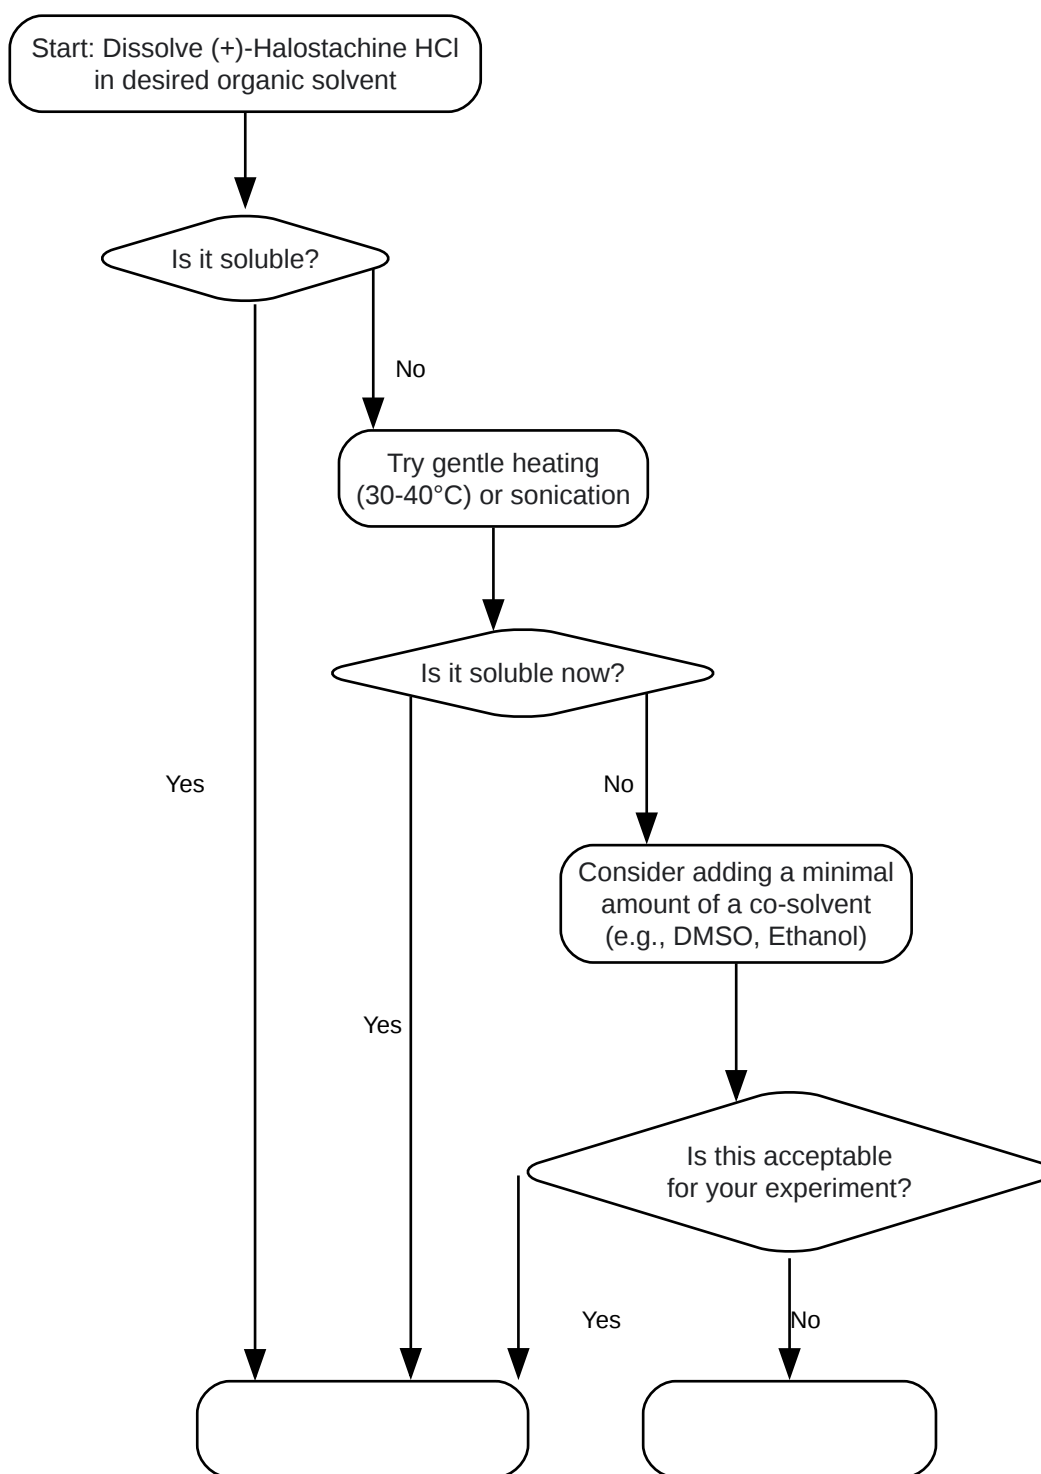 Start: Dissolve (+)-Halostachine HCl
in desired organic solvent
Is it soluble?
No
Try gentle heating
(30-40°C) or sonication
Is it soluble now?
Yes
No
Consider adding a minimal
amount of a co-solvent
(e.g., DMSO, Ethanol)
Yes
Is this acceptable
for your experiment?
Yes
No